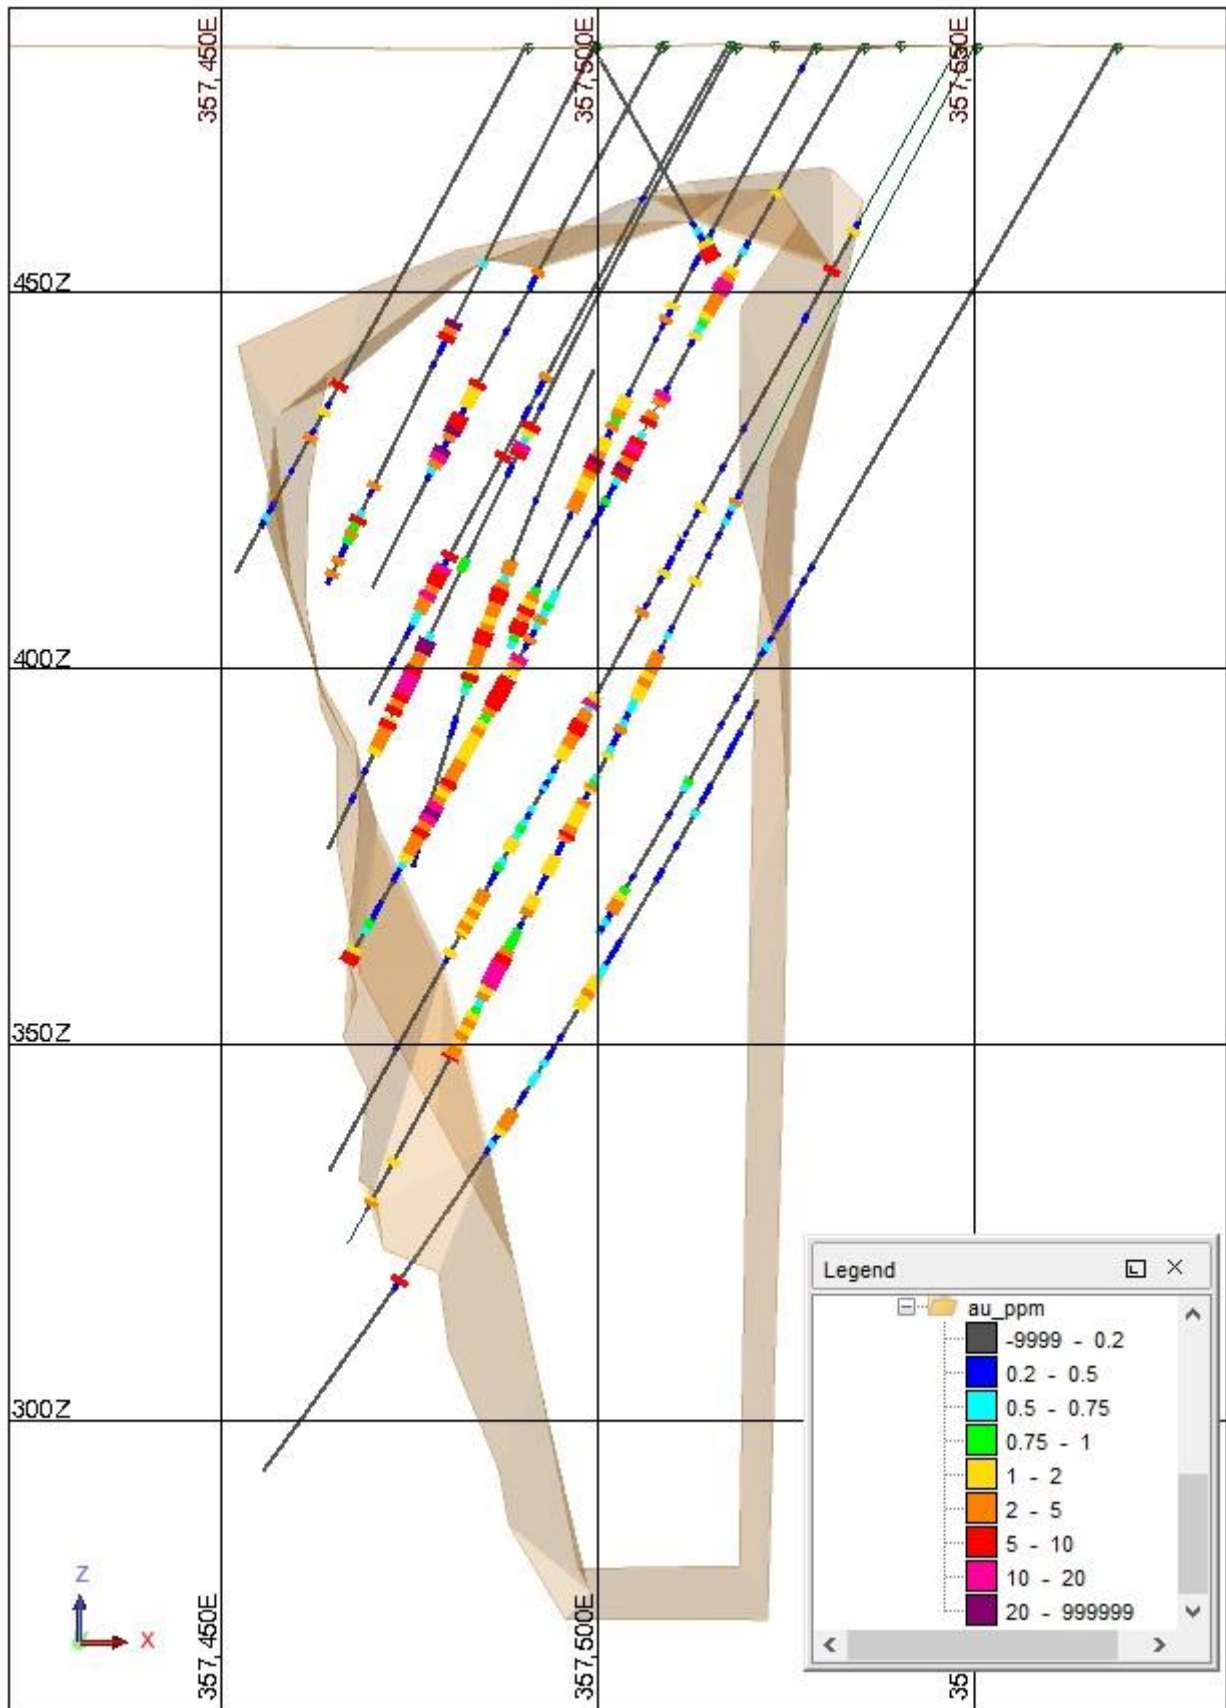 357,450E
357,500E
357,550E
450Z
400Z
350Z
300Z
Legend
au_ppm
-9999 - 0.2
0.2 - 0.5
0.5 - 0.75
0.75 - 1
1 - 2
2 - 5
5 - 10
10 - 20
20 - 999999
Z
X
357,450E
357,500E
35